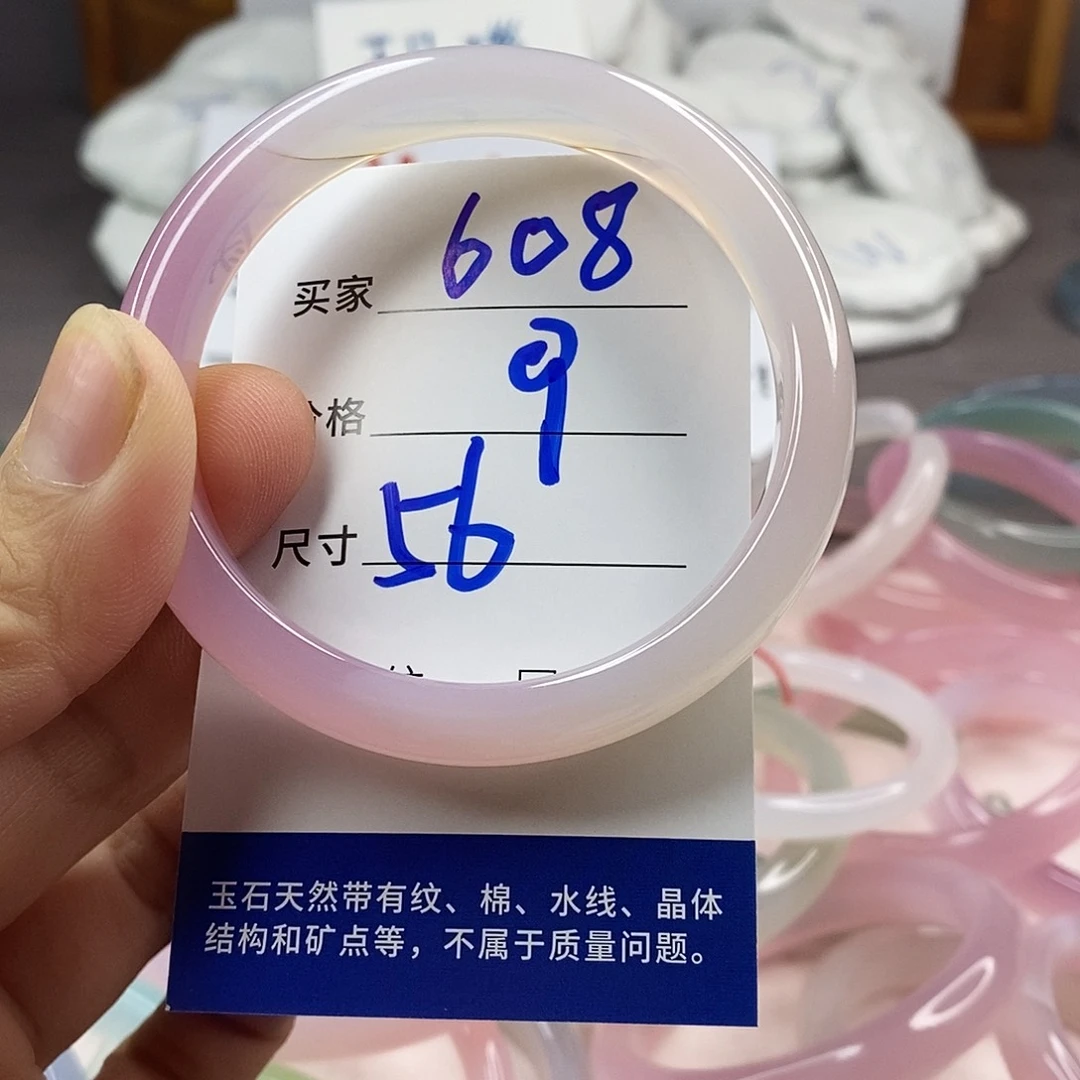 买家 608
价格 9
尺寸 56
玉石天然带有纹、棉、水线、晶体
结构和矿点等，不属于质量问题。